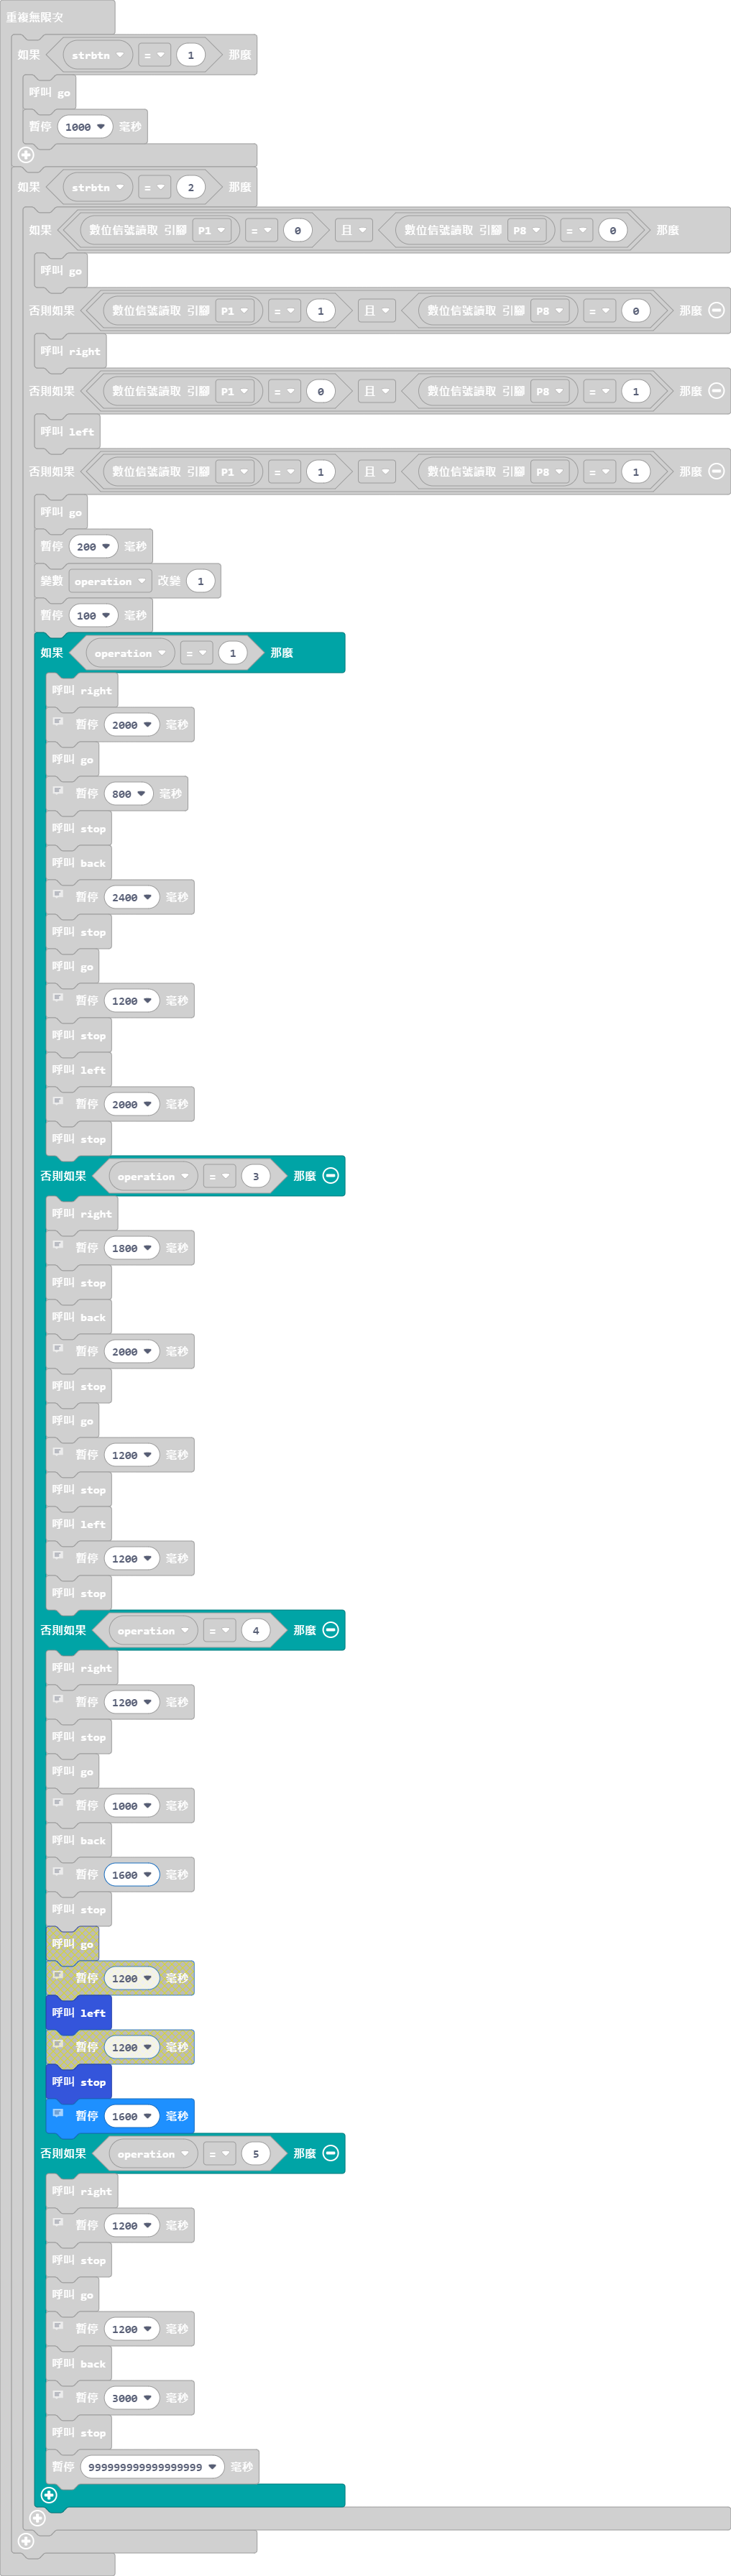 重複無限次
如果 strbtn = 1 那麼
呼叫 go
暫停 1000 毫秒
如果 strbtn = 2 那麼
如果 數位信號讀取 引腳 P1 = 0 且 數位信號讀取 引腳 P8 = 0 那麼
呼叫 go
否則如果 數位信號讀取 引腳 P1 = 1 且 數位信號讀取 引腳 P8 = 0 那麼
呼叫 right
否則如果 數位信號讀取 引腳 P1 = 0 且 數位信號讀取 引腳 P8 = 1 那麼
呼叫 left
否則如果 數位信號讀取 引腳 P1 = 1 且 數位信號讀取 引腳 P8 = 1 那麼
呼叫 go
暫停 200 毫秒
變數 operation 改變 1
暫停 100 毫秒
如果 operation = 1 那麼
呼叫 right
暫停 2000 毫秒
呼叫 go
暫停 800 毫秒
呼叫 stop
呼叫 back
暫停 2400 毫秒
呼叫 stop
呼叫 go
暫停 1200 毫秒
呼叫 stop
呼叫 left
暫停 2000 毫秒
呼叫 stop
否則如果 operation = 3 那麼
呼叫 right
暫停 1800 毫秒
呼叫 stop
呼叫 back
暫停 2000 毫秒
呼叫 stop
呼叫 go
暫停 1200 毫秒
呼叫 stop
呼叫 left
暫停 1200 毫秒
呼叫 stop
否則如果 operation = 4 那麼
呼叫 right
暫停 1200 毫秒
呼叫 stop
呼叫 go
暫停 1000 毫秒
呼叫 back
暫停 1600 毫秒
呼叫 stop
呼叫 go
暫停 1200 毫秒
呼叫 left
暫停 1200 毫秒
呼叫 stop
暫停 1600 毫秒
否則如果 operation = 5 那麼
呼叫 right
暫停 1200 毫秒
呼叫 stop
呼叫 go
暫停 1200 毫秒
呼叫 back
暫停 3000 毫秒
呼叫 stop
暫停 999999999999999999 毫秒